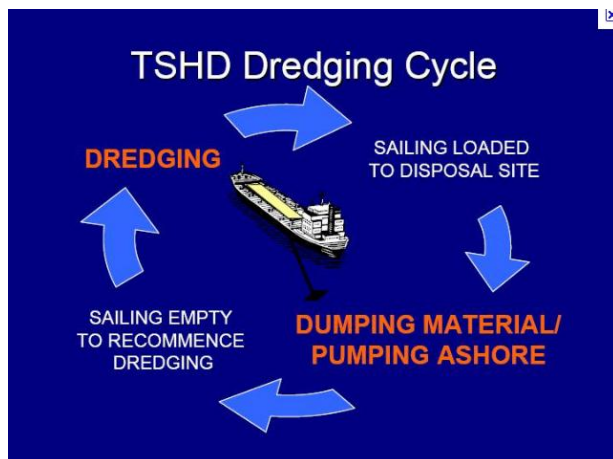 TSHD Dredging Cycle
DREDGING
SAILING LOADED
TO DISPOSAL SITE
DUMPING MATERIAL/
PUMPING ASHORE
SAILING EMPTY
TO RECOMMENCE
DREDGING